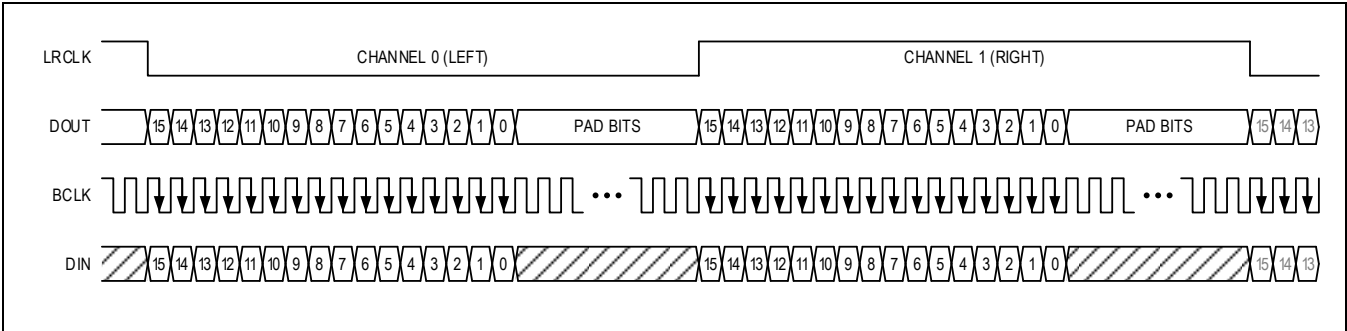 LRCLK CHANNEL 0 (LEFT) CHANNEL 1 (RIGHT)
DOUT 15 14 13 12 11 10 9 8 7 6 5 4 3 2 1 0 PAD BITS 15 14 13 12 11 10 9 8 7 6 5 4 3 2 1 0 PAD BITS 15 14 13
BCLK ••• •••
DIN 15 14 13 12 11 10 9 8 7 6 5 4 3 2 1 0 15 14 13 12 11 10 9 8 7 6 5 4 3 2 1 0 15 14 13